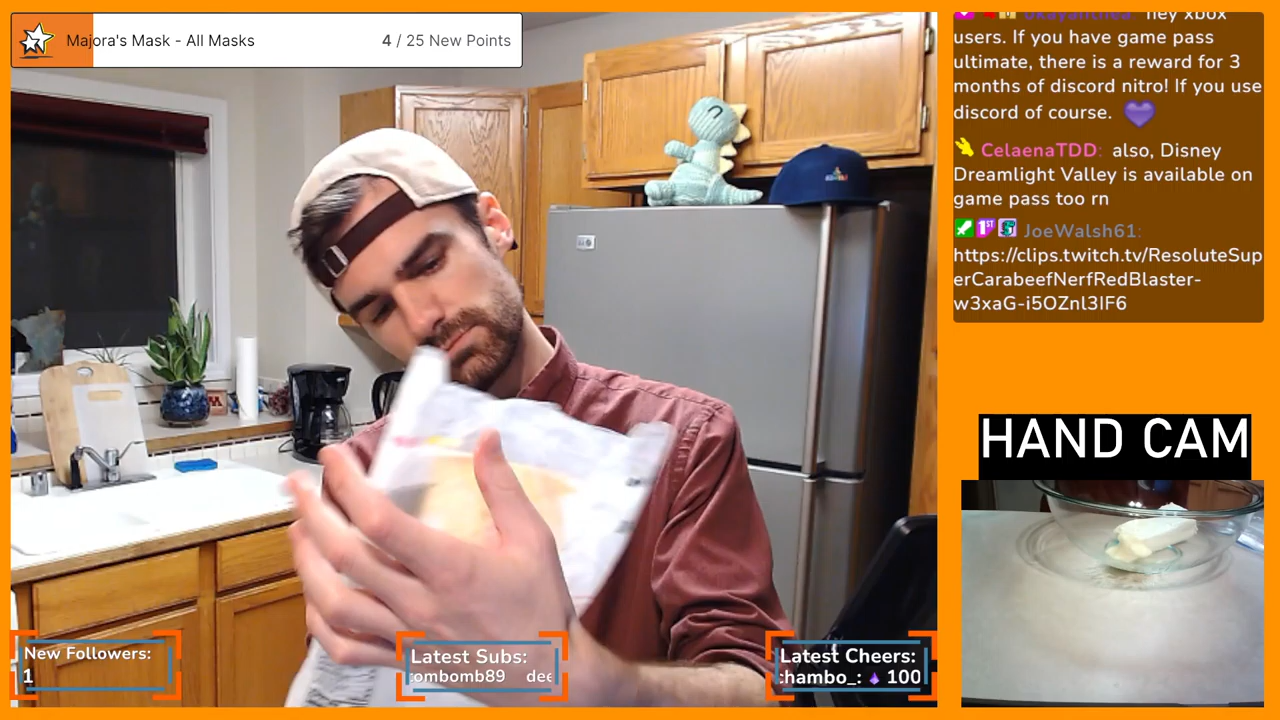 Majora's Mask - All Masks 4 / 25 New Points
hey xbox
users. If you have game pass
ultimate, there is a reward for 3
months of discord nitro! If you use
discord of course.
CelaenaTDD: also, Disney
Dreamlight Valley is available on
game pass too rn
JoeWalsh61:
https://clips.twitch.tv/ResoluteSup
erCarabeefNerfRedBlaster-
w3xaG-i5OZnl3IF6
HAND CAM
New Followers:
1
Latest Subs:
combomb89 dee
Latest Cheers:
chambo_: 100